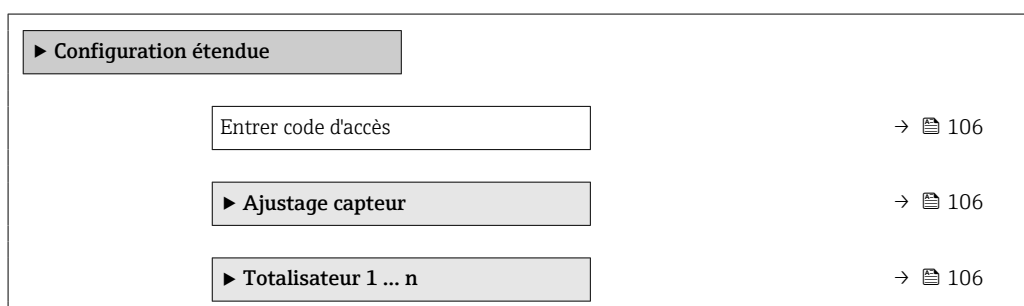 ► Configuration étendue
Entrer code d'accès → 106
► Ajustage capteur → 106
► Totalisateur 1 … n → 106